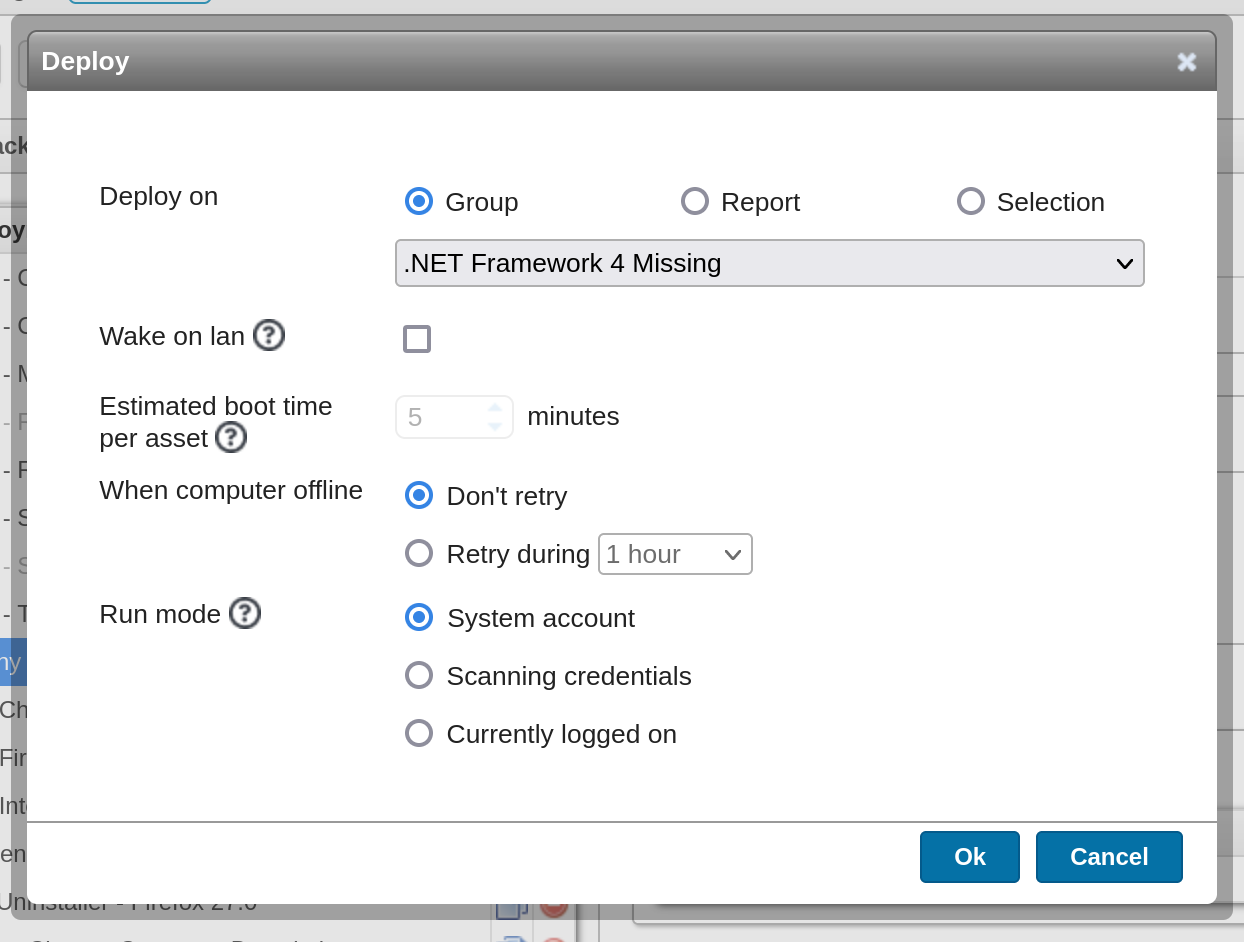 Deploy
Deploy on
Group
Report
Selection
.NET Framework 4 Missing
Wake on lan
Estimated boot time
per asset
5
minutes
When computer offline
Don't retry
Retry during
1 hour
Run mode
System account
Scanning credentials
Currently logged on
Ok
Cancel